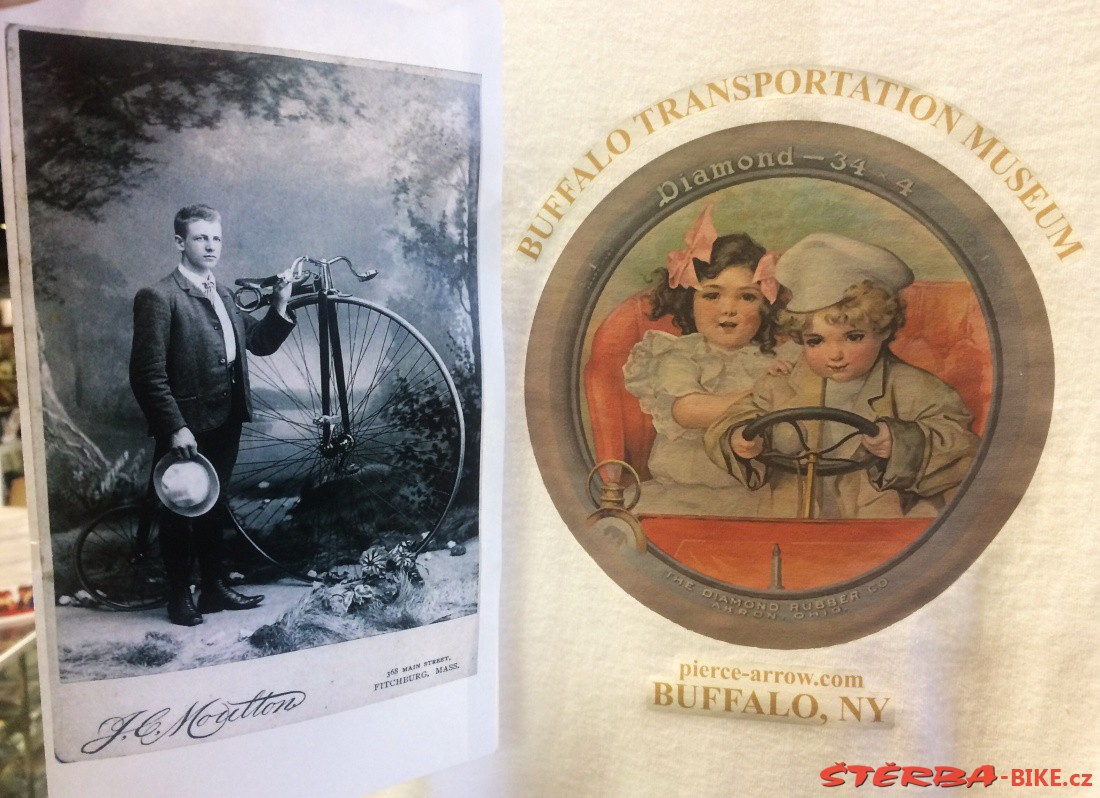 368 MAIN STREET,
FITCHBURG, MASS.
J. C. Moulton
BUFFALO TRANSPORTATION MUSEUM
Diamond - 34 x 4
THE DIAMOND RUBBER CO.
AKRON, OHIO.
pierce-arrow.com
BUFFALO, NY
ŠTĚRBA-BIKE.cz